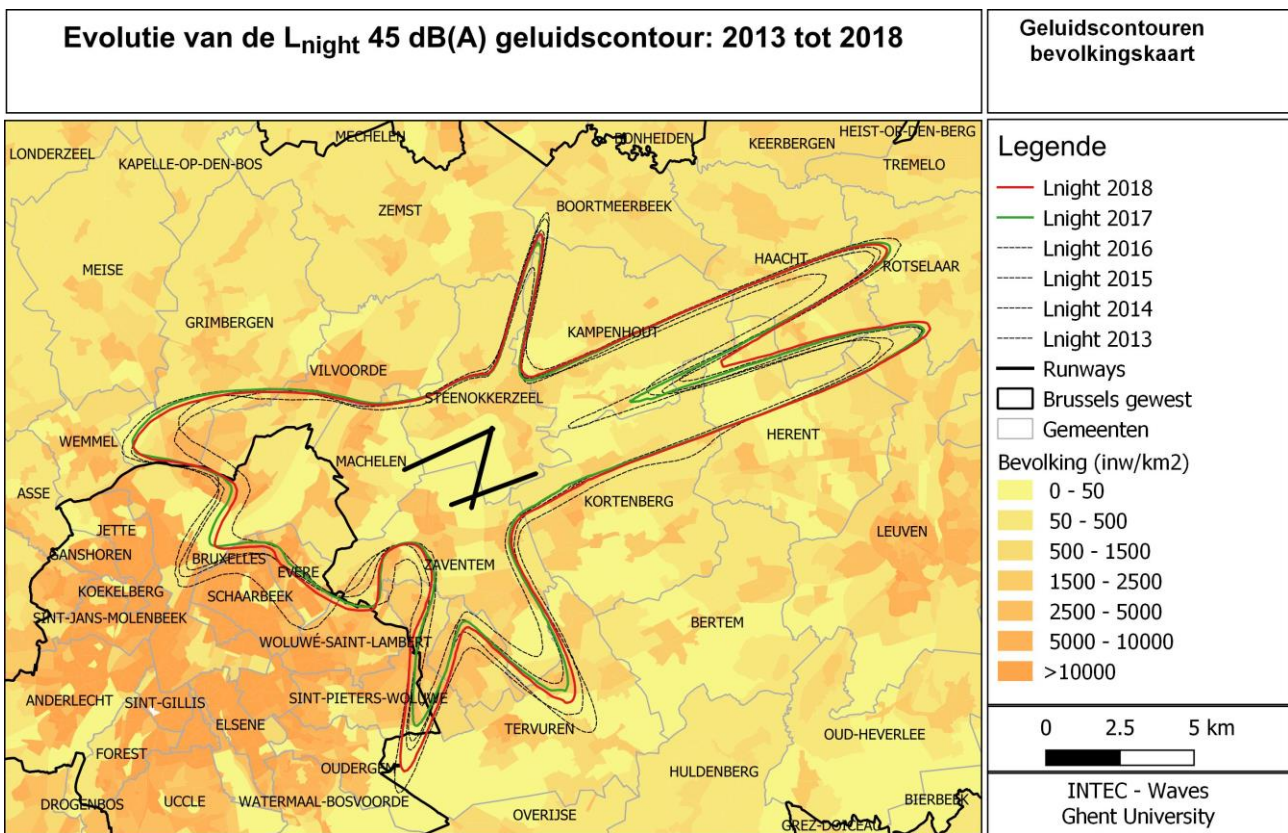 Evolutie van de Lnight 45 dB(A) geluidscontour: 2013 tot 2018
Geluidscontouren
bevolkingskaart
LONDERZEEL
KAPELLE-OP-DEN-BOS
MECHELEN
BONHEIDEN
KEERBERGEN
HEIST-OP-DEN-BERG
TREMELO
ZEMST
BOORTMEERBEEK
MEISE
HAACHT
ROTSELAAR
GRIMBERGEN
KAMPENHOUT
VILVOORDE
STEENOKKERZEEL
WEMMEL
MACHELEN
HERENT
ASSE
KORTENBERG
JETTE
LEUVEN
GANSHOREN
BRUXELLES
EVERE
ZAVENTEM
KOEKELBERG
SCHAARBEEK
SINT-JANS-MOLENBEEK
WOLUWÉ-SAINT-LAMBERT
BERTEM
ANDERLECHT
SINT-GILLIS
SINT-PIETERS-WOLUWE
ELSENE
TERVUREN
OUD-HEVERLEE
FOREST
OUDERGEM
HULDENBERG
DROGENBOS
UCCLE
WATERMAAL-BOSVOORDE
OVERIJSE
BIERBEEK
GREZ-DOICEAU
Legende
Lnight 2018
Lnight 2017
Lnight 2016
Lnight 2015
Lnight 2014
Lnight 2013
Runways
Brussels gewest
Gemeenten
Bevolking (inw/km2)
0 - 50
50 - 500
500 - 1500
1500 - 2500
2500 - 5000
5000 - 10000
>10000
0 2.5 5 km
INTEC - Waves
Ghent University